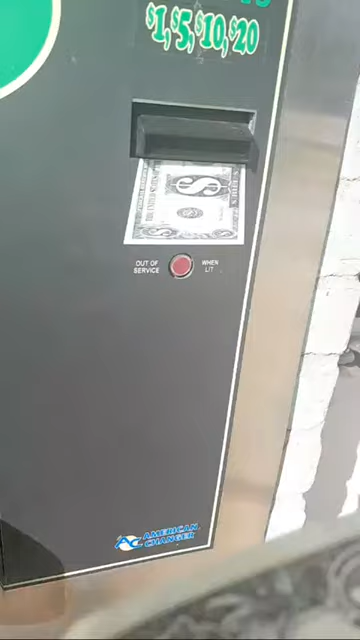 $1,$5,$10,$20
OUT OF SERVICE
WHEN LIT
AMERICAN CHANGER